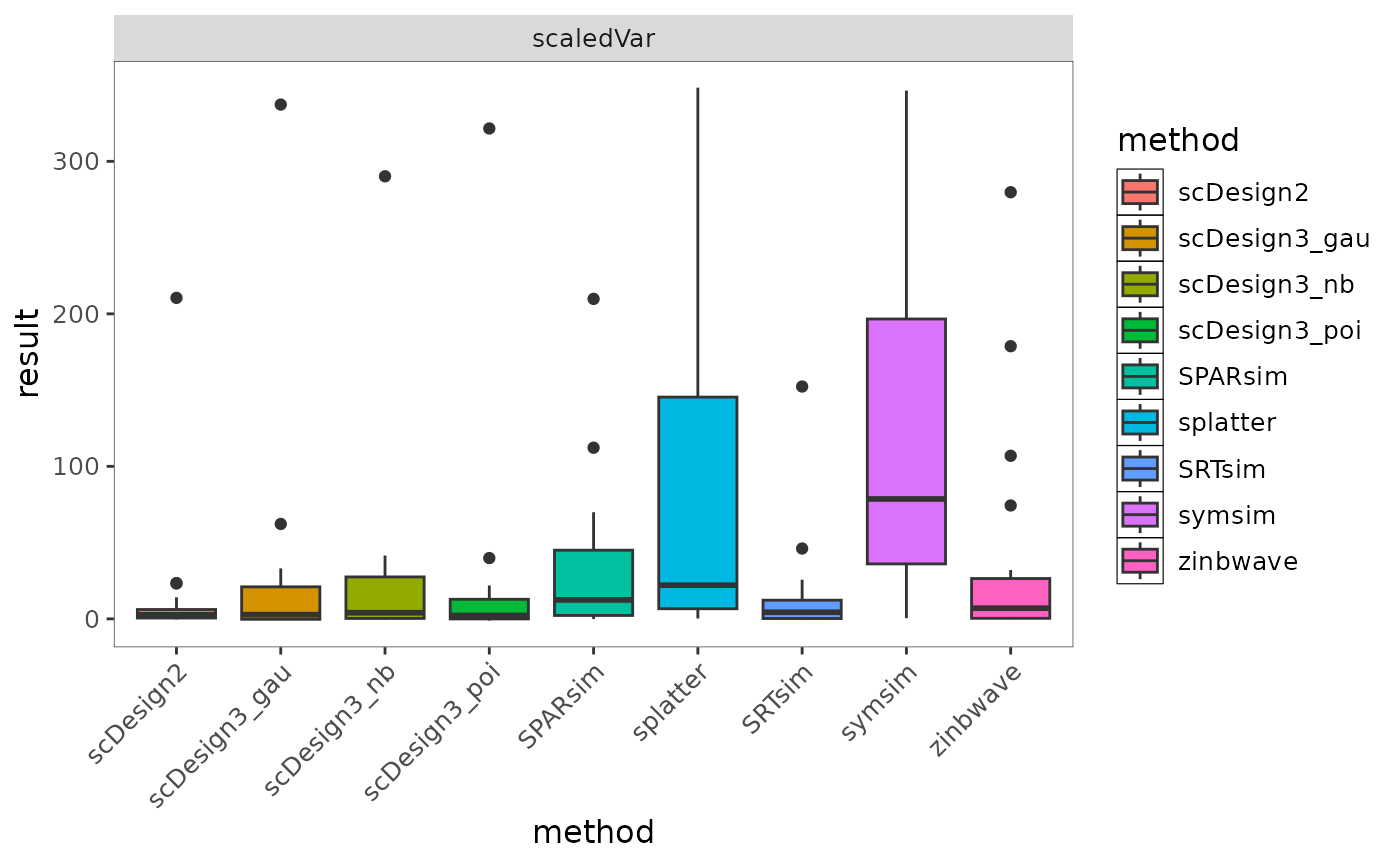 scaledVar
result
300
200
100
0
scDesign2
scDesign3_gau
scDesign3_nb
scDesign3_poi
SPARsim
splatter
SRTsim
symsim
zinbwave
method
method
scDesign2
scDesign3_gau
scDesign3_nb
scDesign3_poi
SPARsim
splatter
SRTsim
symsim
zinbwave